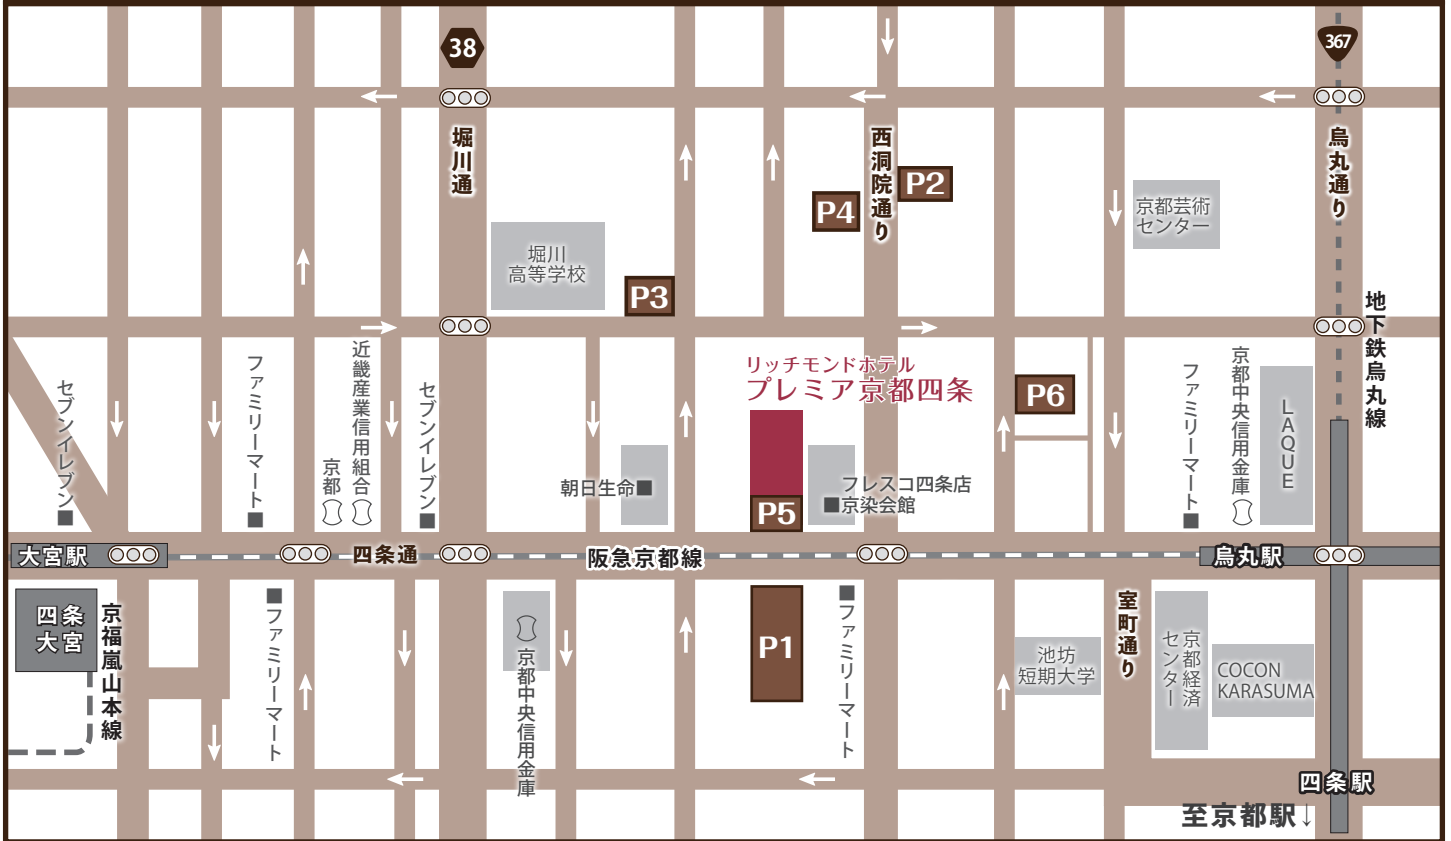 38
367
堀川通
西洞院通り
烏丸通り
P2
P4
京都芸術
センター
堀川
高等学校
P3
地下鉄烏丸線
セブンイレブン
ファミリーマート
京都
近畿産業信用組合
セブンイレブン
リッチモンドホテル
プレミア京都四条
P6
ファミリーマート
京都中央信用金庫
LAQUE
朝日生命
フレスコ四条店
京染会館
P5
大宮駅
四条通
阪急京都線
烏丸駅
四条
大宮
京福嵐山本線
ファミリーマート
京都中央信用金庫
P1
ファミリーマート
池坊
短期大学
室町通り
京都経済
センター
COCON
KARASUMA
四条駅
至京都駅↓